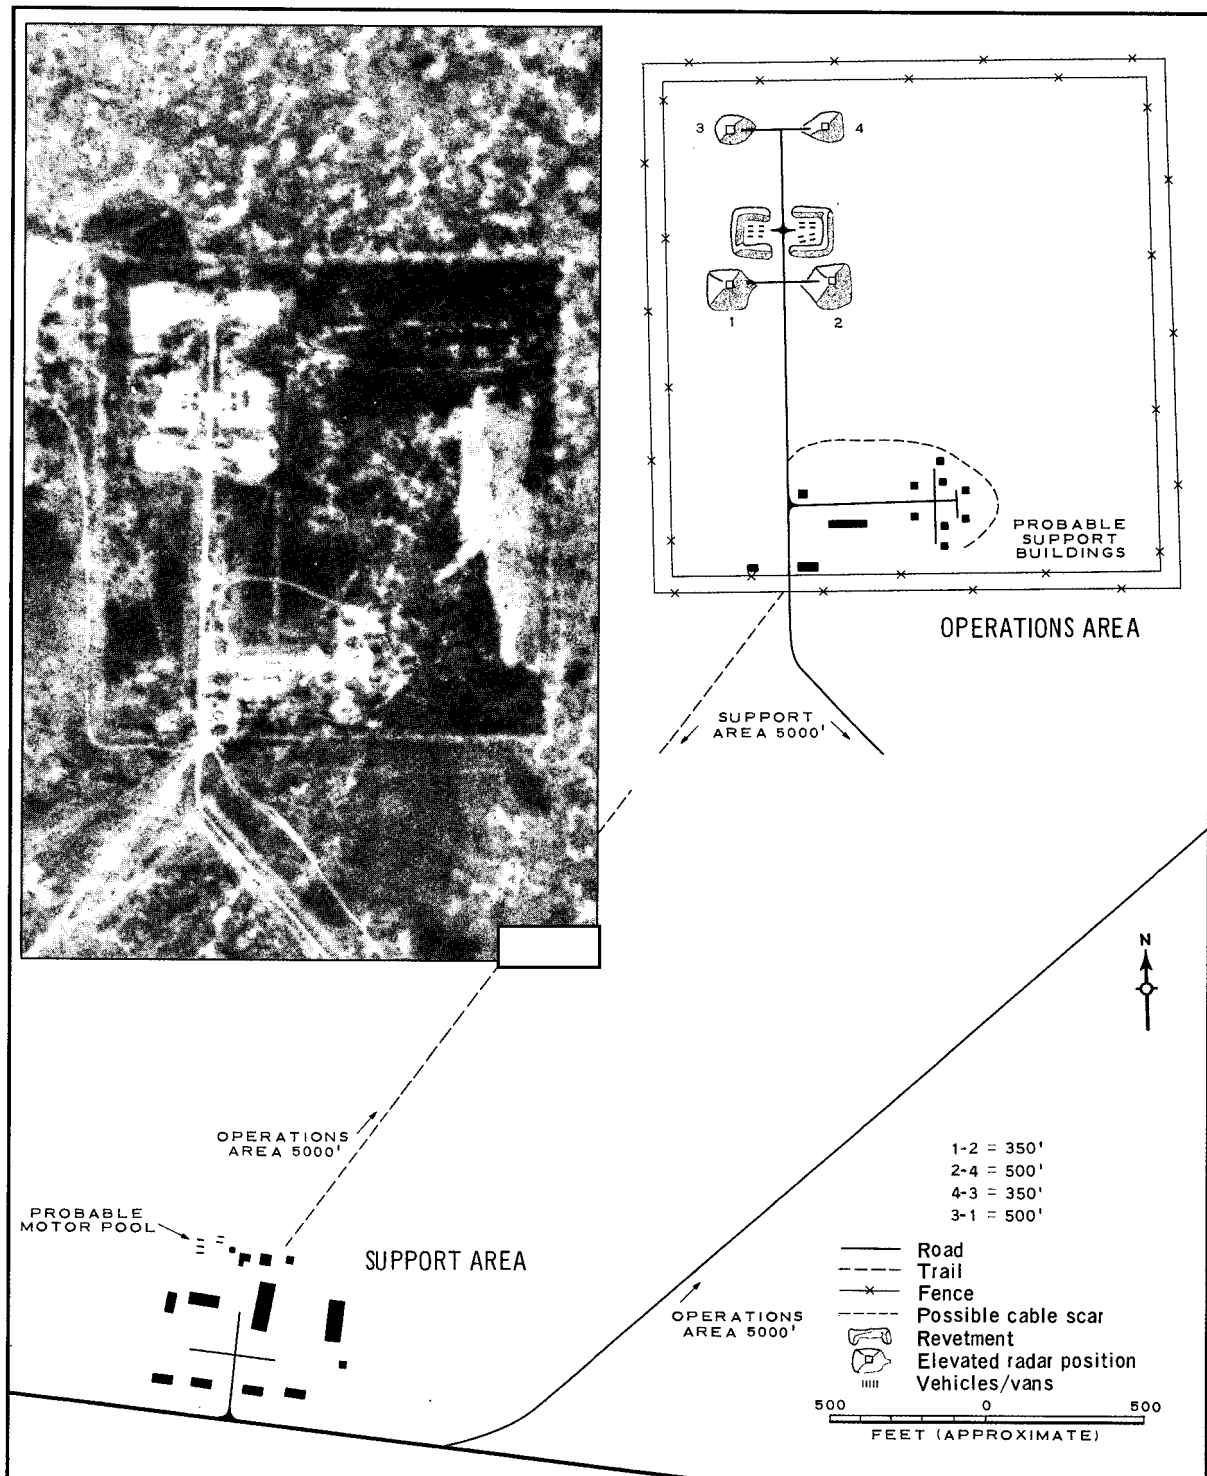 3
4
1
2
PROBABLE
SUPPORT
BUILDINGS
OPERATIONS AREA
SUPPORT
AREA 5000'
N
OPERATIONS
AREA 5000'
PROBABLE
MOTOR POOL
SUPPORT AREA
OPERATIONS
AREA 5000'
1-2 = 350'
2-4 = 500'
4-3 = 350'
3-1 = 500'
Road
Trail
Fence
Possible cable scar
Revetment
Elevated radar position
Vehicles/vans
500 0 500
FEET (APPROXIMATE)